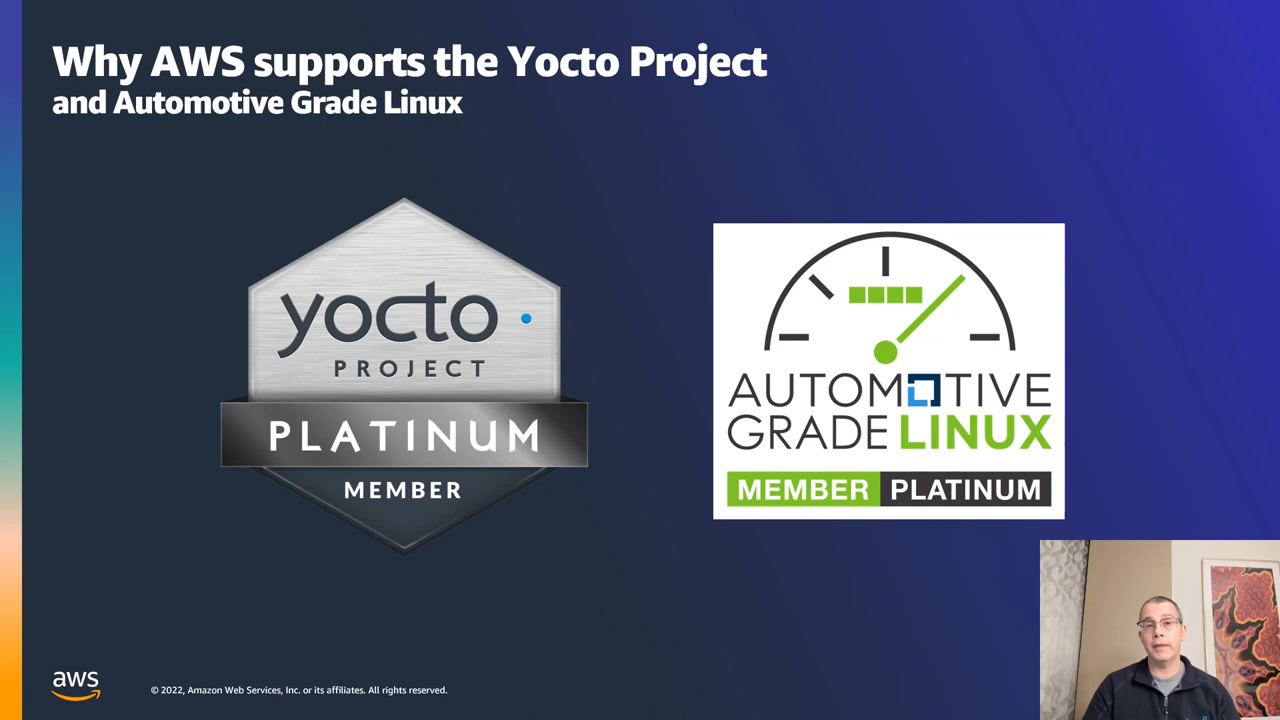 Why AWS supports the Yocto Project
and Automotive Grade Linux
yocto
PROJECT
PLATINUM
MEMBER
AUTOMOTIVE
GRADE LINUX
MEMBER PLATINUM
aws
© 2022, Amazon Web Services, Inc. or its affiliates. All rights reserved.